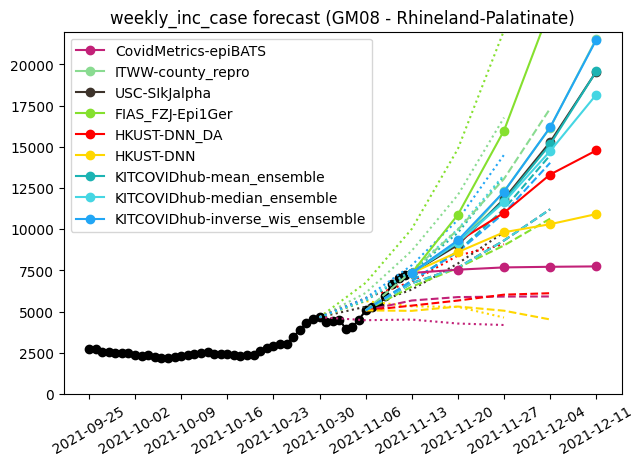 weekly_inc_case forecast (GM08 - Rhineland-Palatinate)
CovidMetrics-epiBATS
ITWW-county_repro
USC-SIkJalpha
FIAS_FZJ-Epi1Ger
HKUST-DNN_DA
HKUST-DNN
KITCOVIDhub-mean_ensemble
KITCOVIDhub-median_ensemble
KITCOVIDhub-inverse_wis_ensemble
20000
17500
15000
12500
10000
7500
5000
2500
0
2021-09-25
2021-10-02
2021-10-09
2021-10-16
2021-10-23
2021-10-30
2021-11-06
2021-11-13
2021-11-20
2021-11-27
2021-12-04
2021-12-11